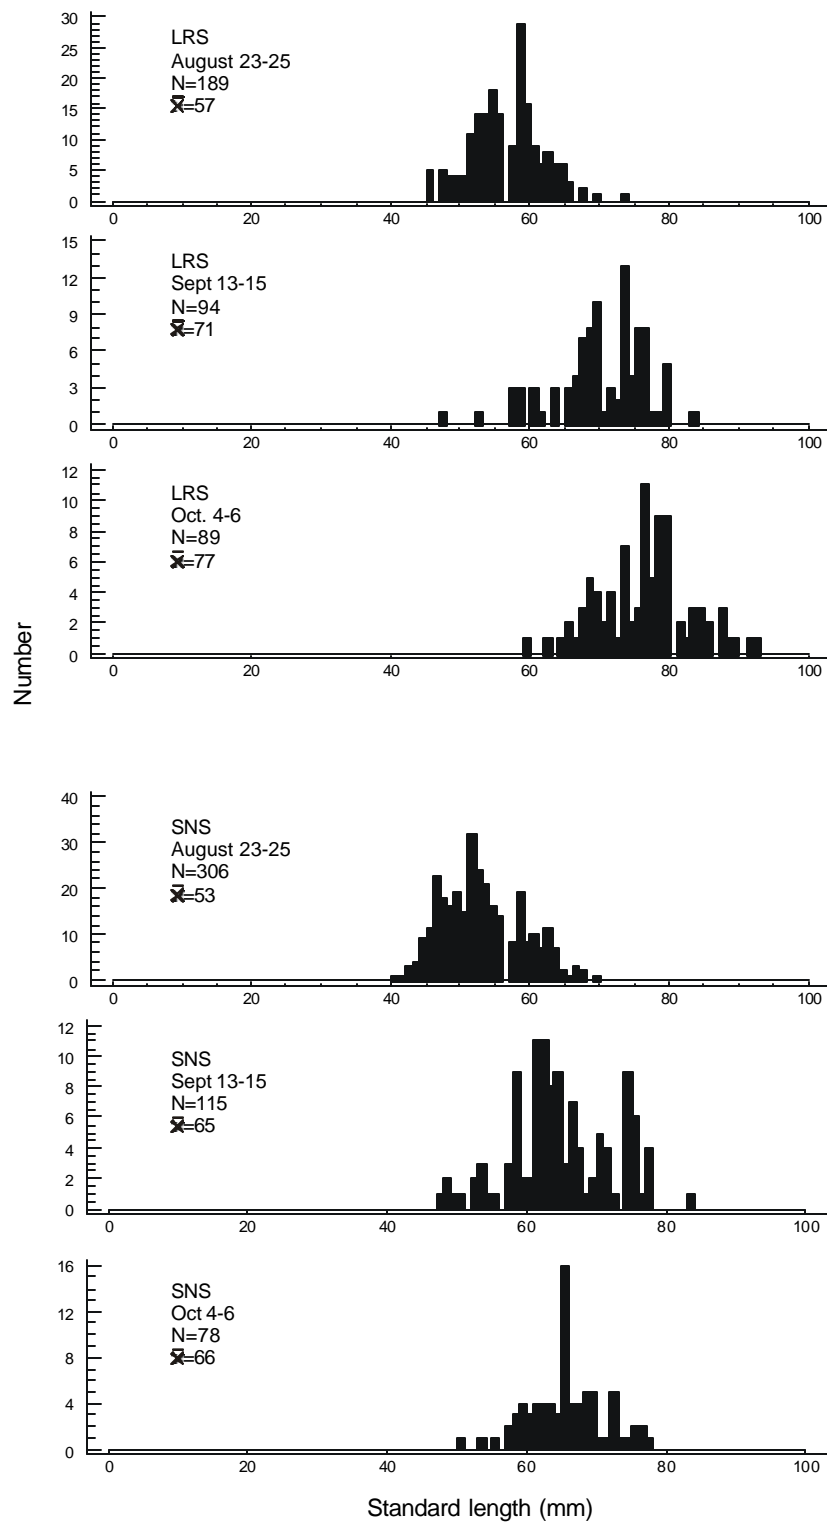 30
25
20
15
10
5
0
LRS
August 23-25
N=189
x̄=57
0 20 40 60 80 100
15
12
9
6
3
0
LRS
Sept 13-15
N=94
x̄=71
0 20 40 60 80 100
12
10
8
6
4
2
0
LRS
Oct. 4-6
N=89
x̄=77
0 20 40 60 80 100
Number
40
30
20
10
0
SNS
August 23-25
N=306
x̄=53
0 20 40 60 80 100
12
10
8
6
4
2
0
SNS
Sept 13-15
N=115
x̄=65
0 20 40 60 80 100
16
12
8
4
0
SNS
Oct 4-6
N=78
x̄=66
0 20 40 60 80 100
Standard length (mm)